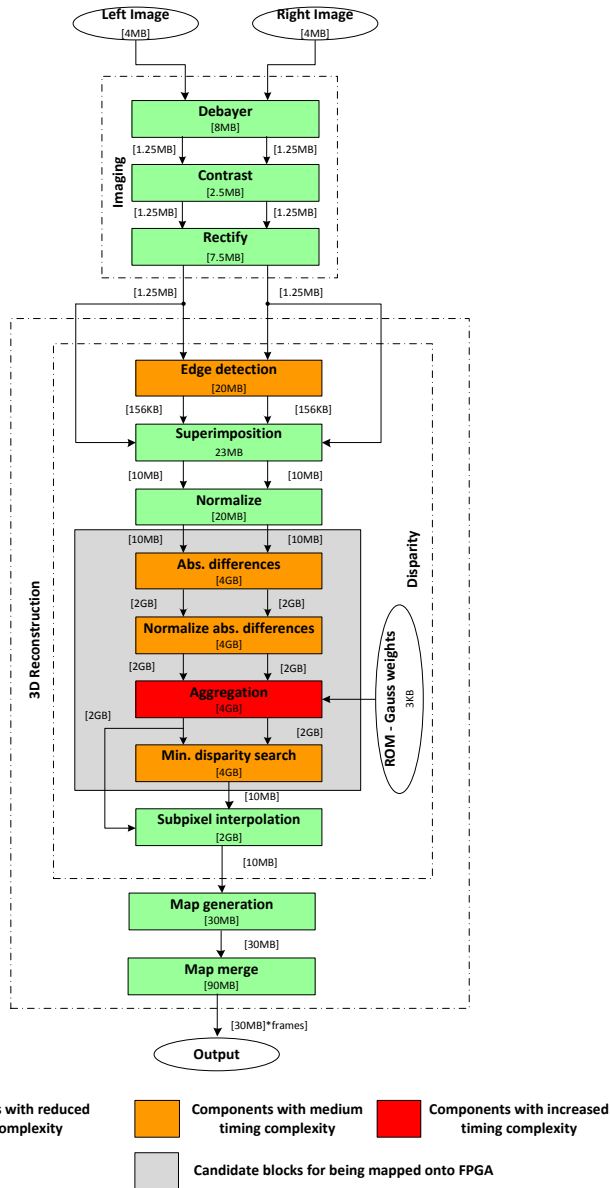 Left Image
[4MB]
Right Image
[4MB]
Debayer
[8MB]
[1.25MB]
[1.25MB]
Contrast
[2.5MB]
[1.25MB]
[1.25MB]
Rectify
[7.5MB]
Imaging
[1.25MB]
[1.25MB]
Edge detection
[20MB]
[156KB]
[156KB]
Superimposition
23MB
[10MB]
[10MB]
Normalize
[20MB]
[10MB]
[10MB]
Abs. differences
[4GB]
[2GB]
[2GB]
Normalize abs. differences
[4GB]
[2GB]
[2GB]
Aggregation
[4GB]
[2GB]
[2GB]
Min. disparity search
[4GB]
[10MB]
Subpixel interpolation
[2GB]
[10MB]
Disparity
3D Reconstruction
ROM - Gauss weights
3KB
Map generation
[30MB]
[30MB]
Map merge
[90MB]
[30MB]*frames]
Output
s with reduced
omplexity
Components with medium
timing complexity
Components with increased
timing complexity
Candidate blocks for being mapped onto FPGA